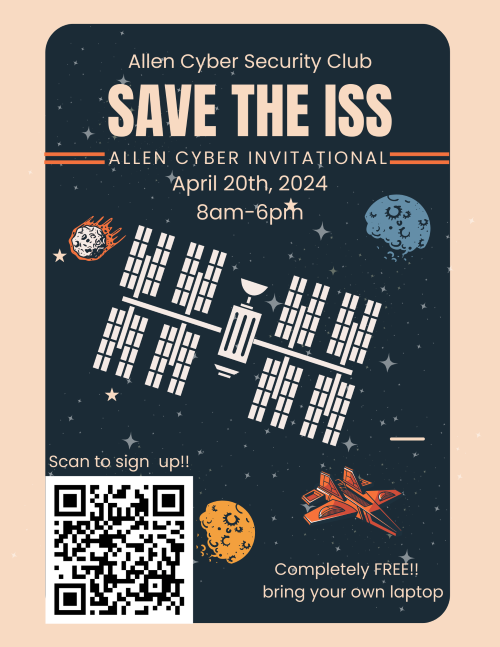 Allen Cyber Security Club
SAVE THE ISS
ALLEN CYBER INVITATIONAL
April 20th, 2024
8am-6pm
Scan to sign up!!
Completely FREE!!
bring your own laptop